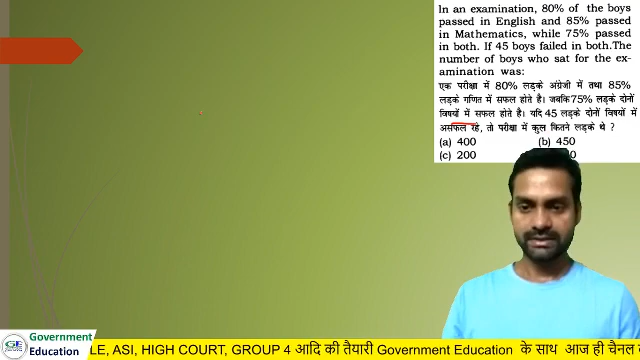 In an examination, 80% of the boys
passed in English and 85% passed
in Mathematics, while 75% passed
in both. If 45 boys failed in both.The
number of boys who sat for the ex-
amination was:
एक परीक्षा में 80% लड़के अंग्रेजी में तथा 85%
लड़के गणित में सफल होते है। जबकि 75% लड़के दोनों
विषयों में सफल होते है। यदि 45 लड़के दोनों विषयों में
असफल रहे, तो परीक्षा में कुल कितने लड़के थे ?
(a) 400 (b) 450
(c) 200
GE
Government
Education
LE, ASI, HIGH COURT, GROUP 4 आदि की तैयारी Government Education के साथ आज ही चैनल